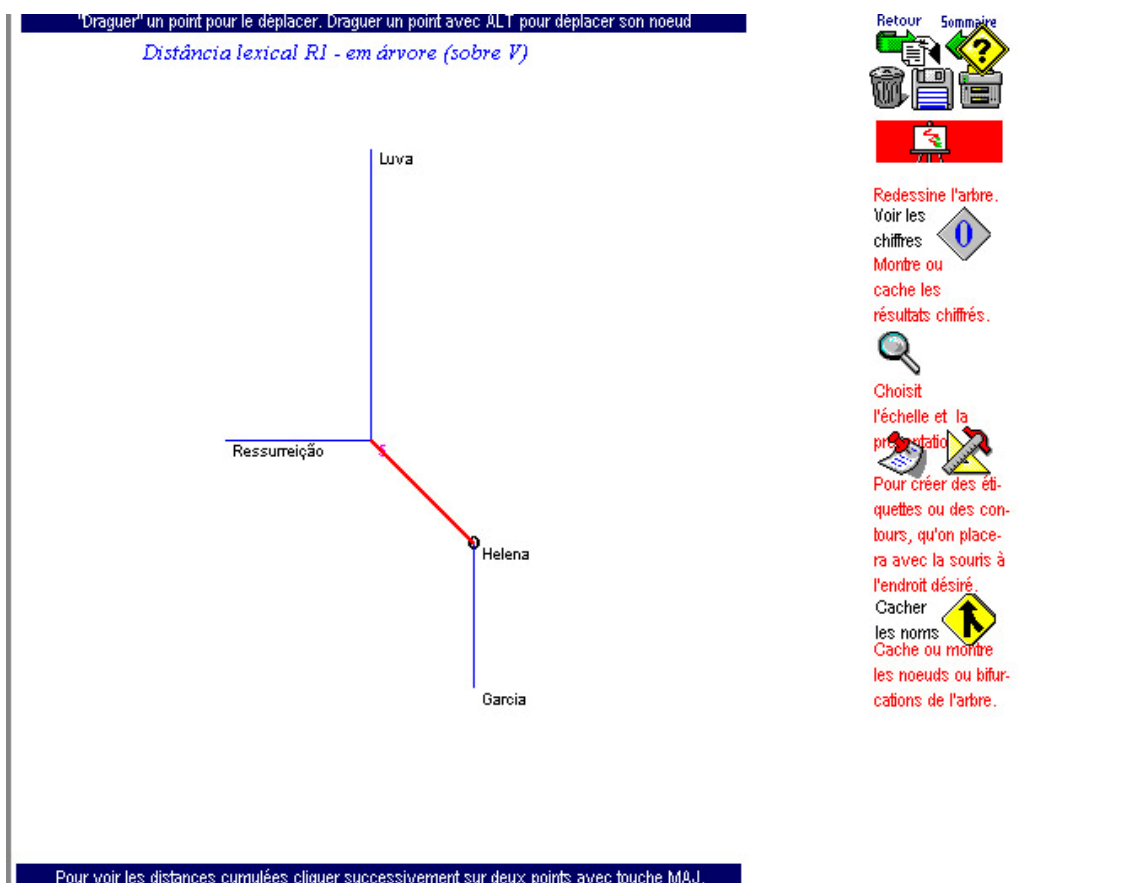 "Draguer" un point pour le déplacer. Draguer un point avec ALT pour déplacer son noeud
Distância lexical R1 - em árvore (sobre V)
Luva
Ressurreição
5
0
Helena
Garcia
Pour voir les distances cumulées cliquer successivement sur deux points avec touche MAJ.
Retour Sommaire
?
Redessine l'arbre.
Voir les
chiffres
0
Montre ou
cache les
résultats chiffrés.
Choisit
l'échelle et la
Pour créer des éti-
quettes ou des con-
tours, qu'on place-
ra avec la souris à
l'endroit désiré.
Cacher
les noms
Cache ou montre
les noeuds ou bifur-
cations de l'arbre.